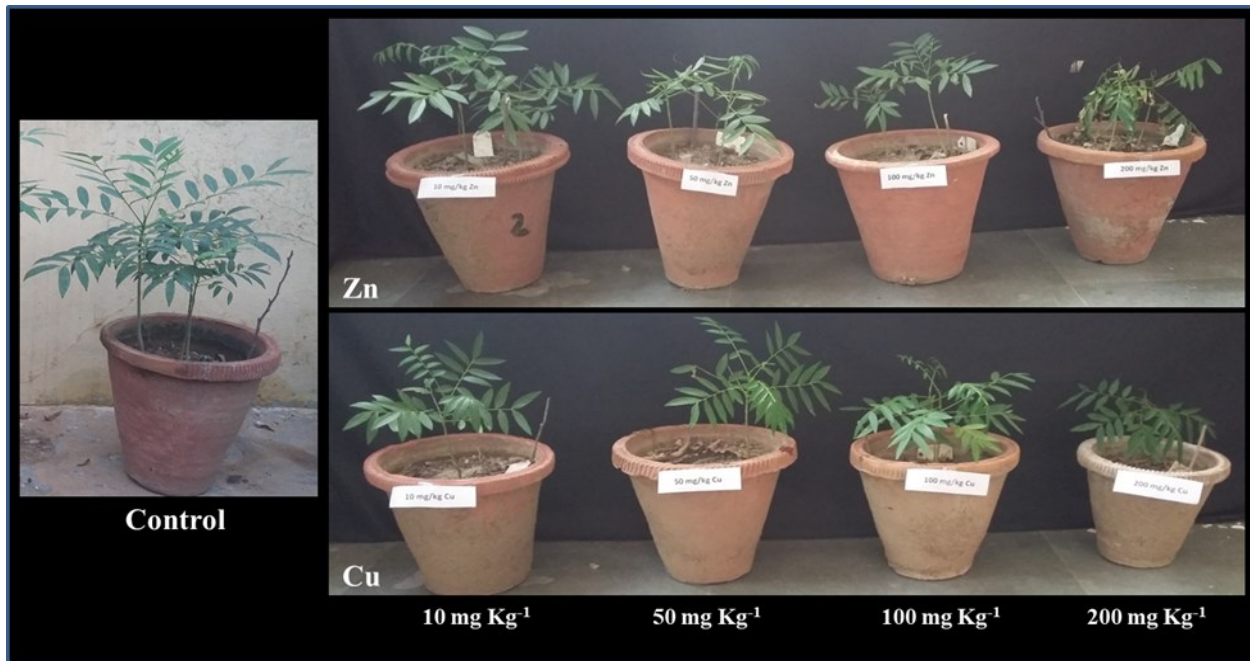 Control
10 mg/kg Zn
50 mg/kg Zn
100 mg/kg Zn
200 mg/kg Zn
2
Zn
10 mg/kg Cu
50 mg/kg Cu
100 mg/kg Cu
200 mg/kg Cu
Cu
10 mg Kg⁻¹
50 mg Kg⁻¹
100 mg Kg⁻¹
200 mg Kg⁻¹